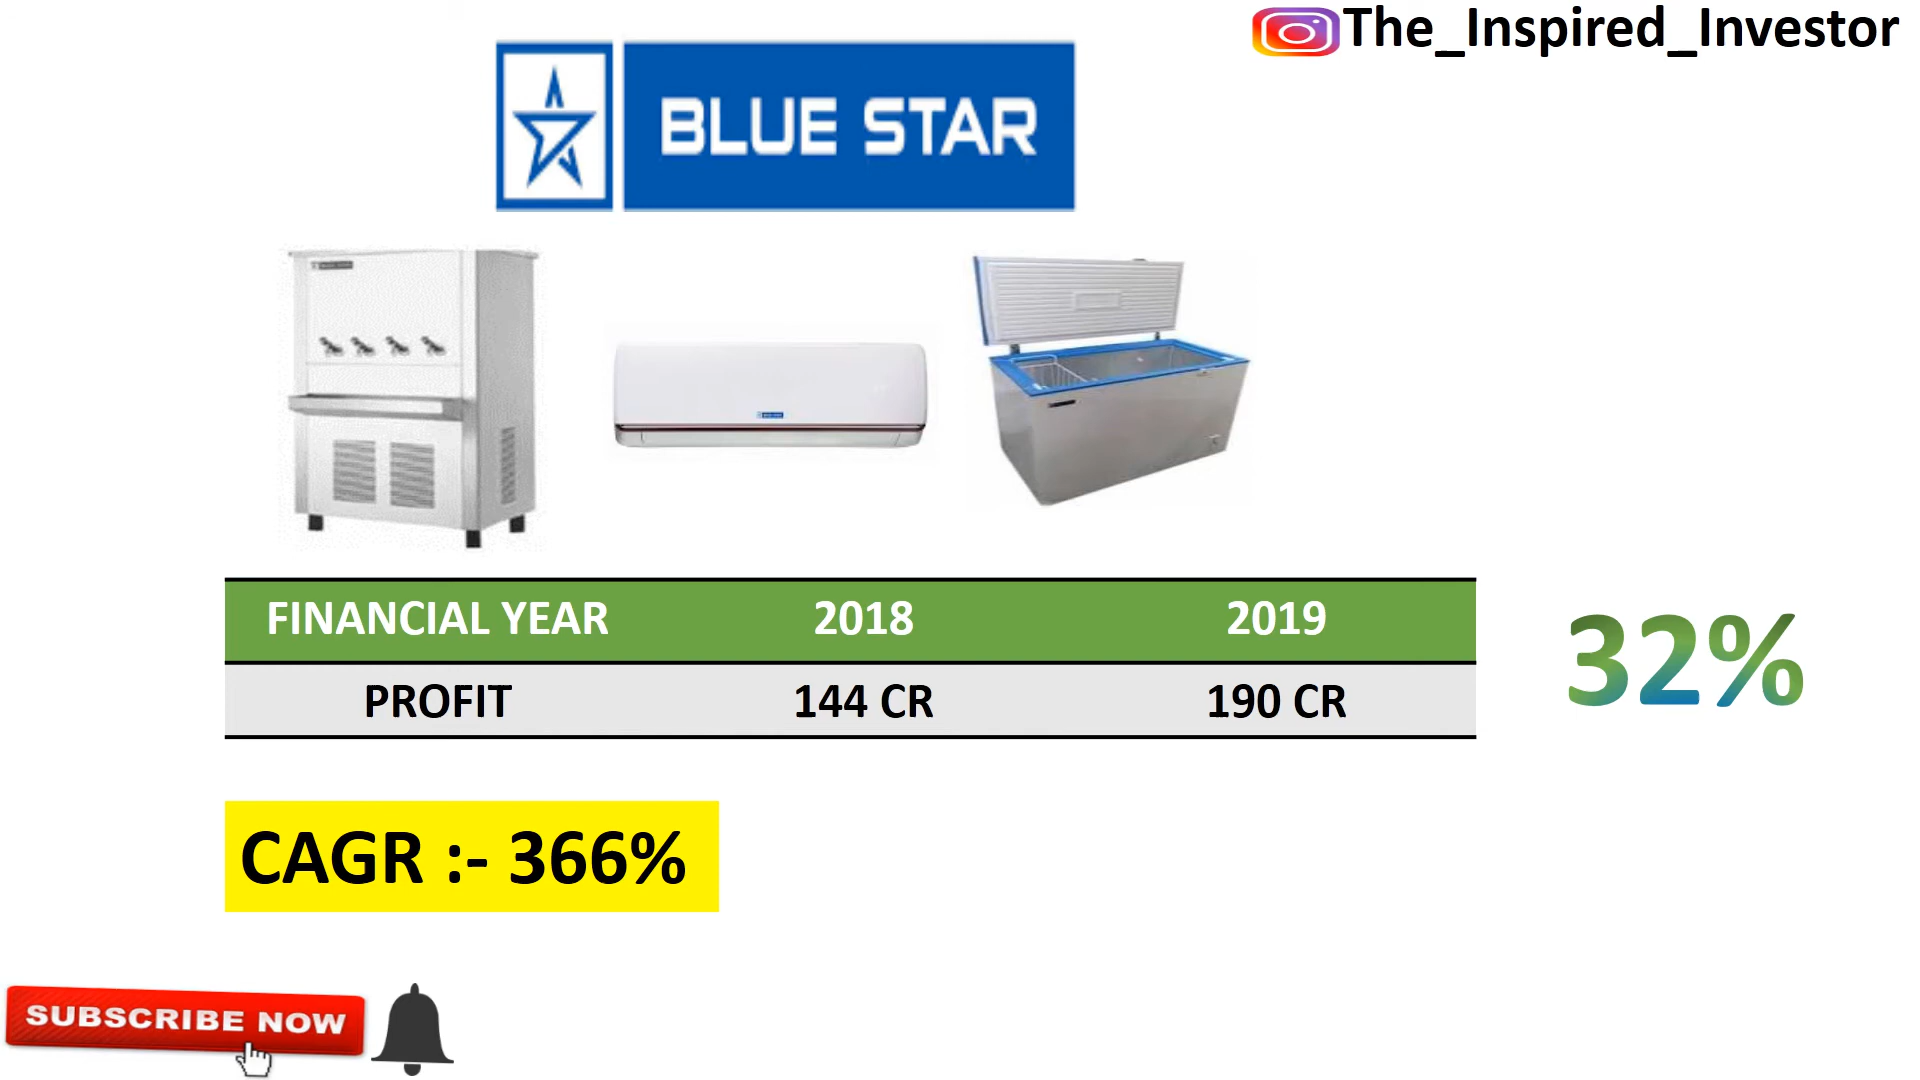 The_Inspired_Investor
BLUE STAR
FINANCIAL YEAR 2018 2019
PROFIT 144 CR 190 CR
32%
CAGR :- 366%
SUBSCRIBE NOW